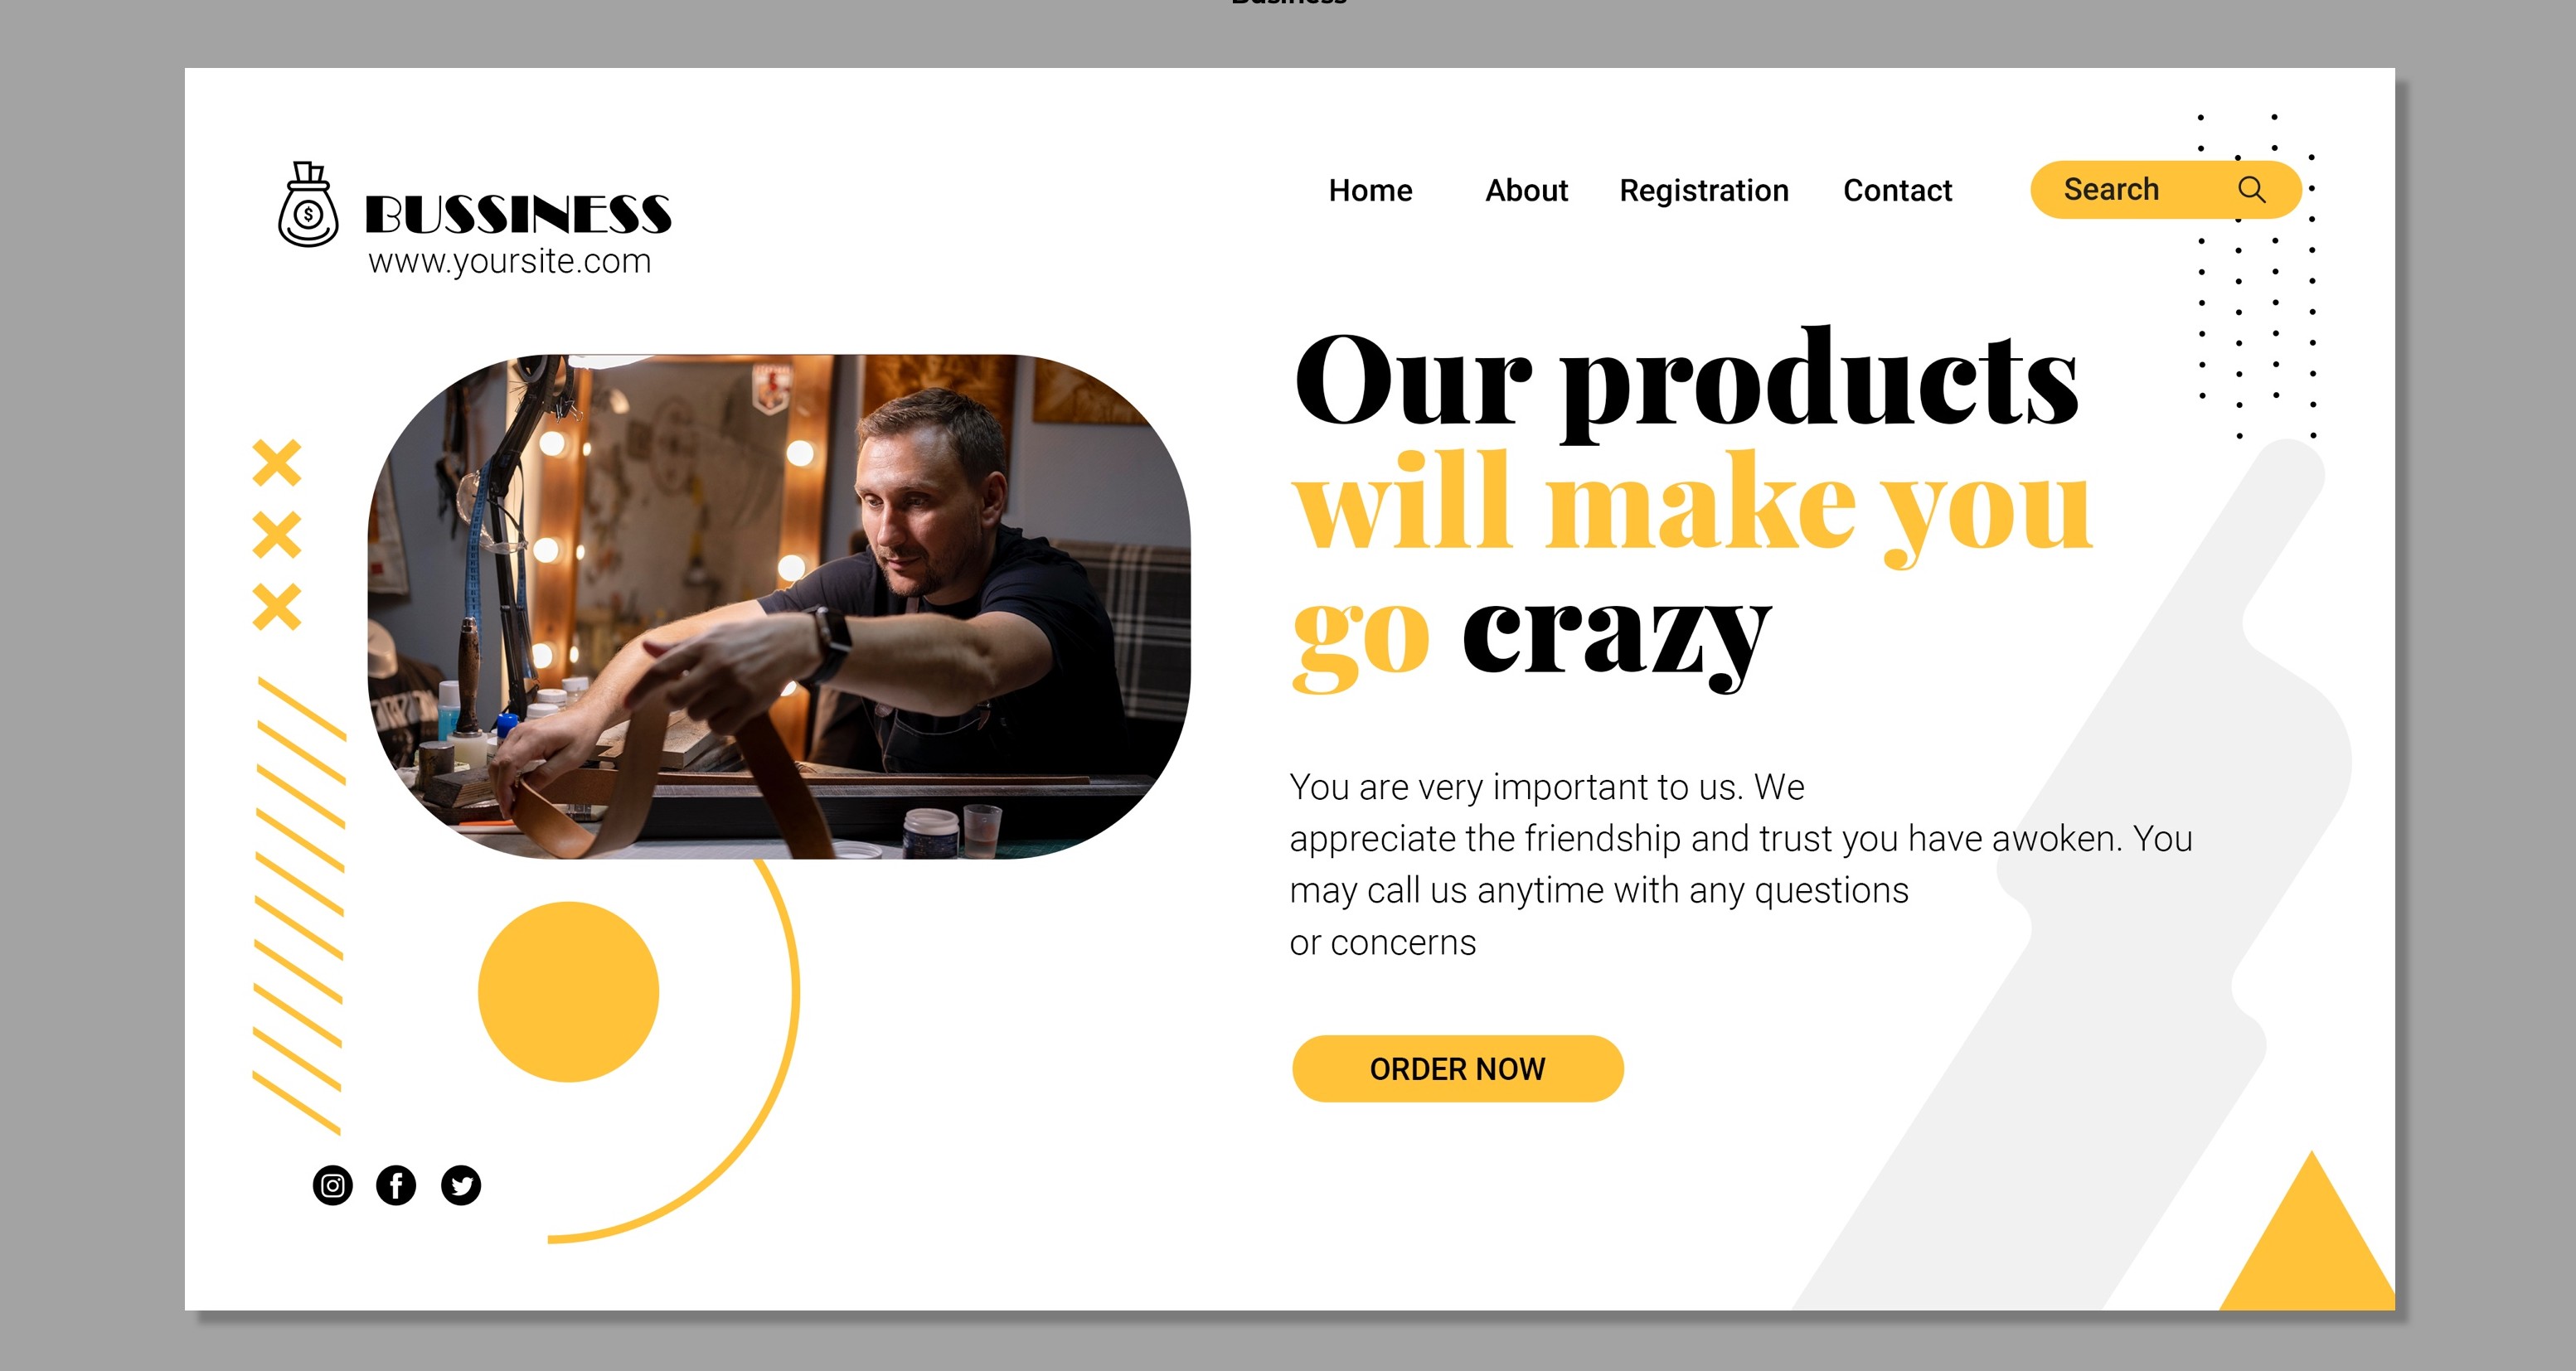 Business
BUSSINESS
www.yoursite.com
Home About Registration Contact Search
Our products
will make you
go crazy
You are very important to us. We
appreciate the friendship and trust you have awoken. You
may call us anytime with any questions
or concerns
ORDER NOW